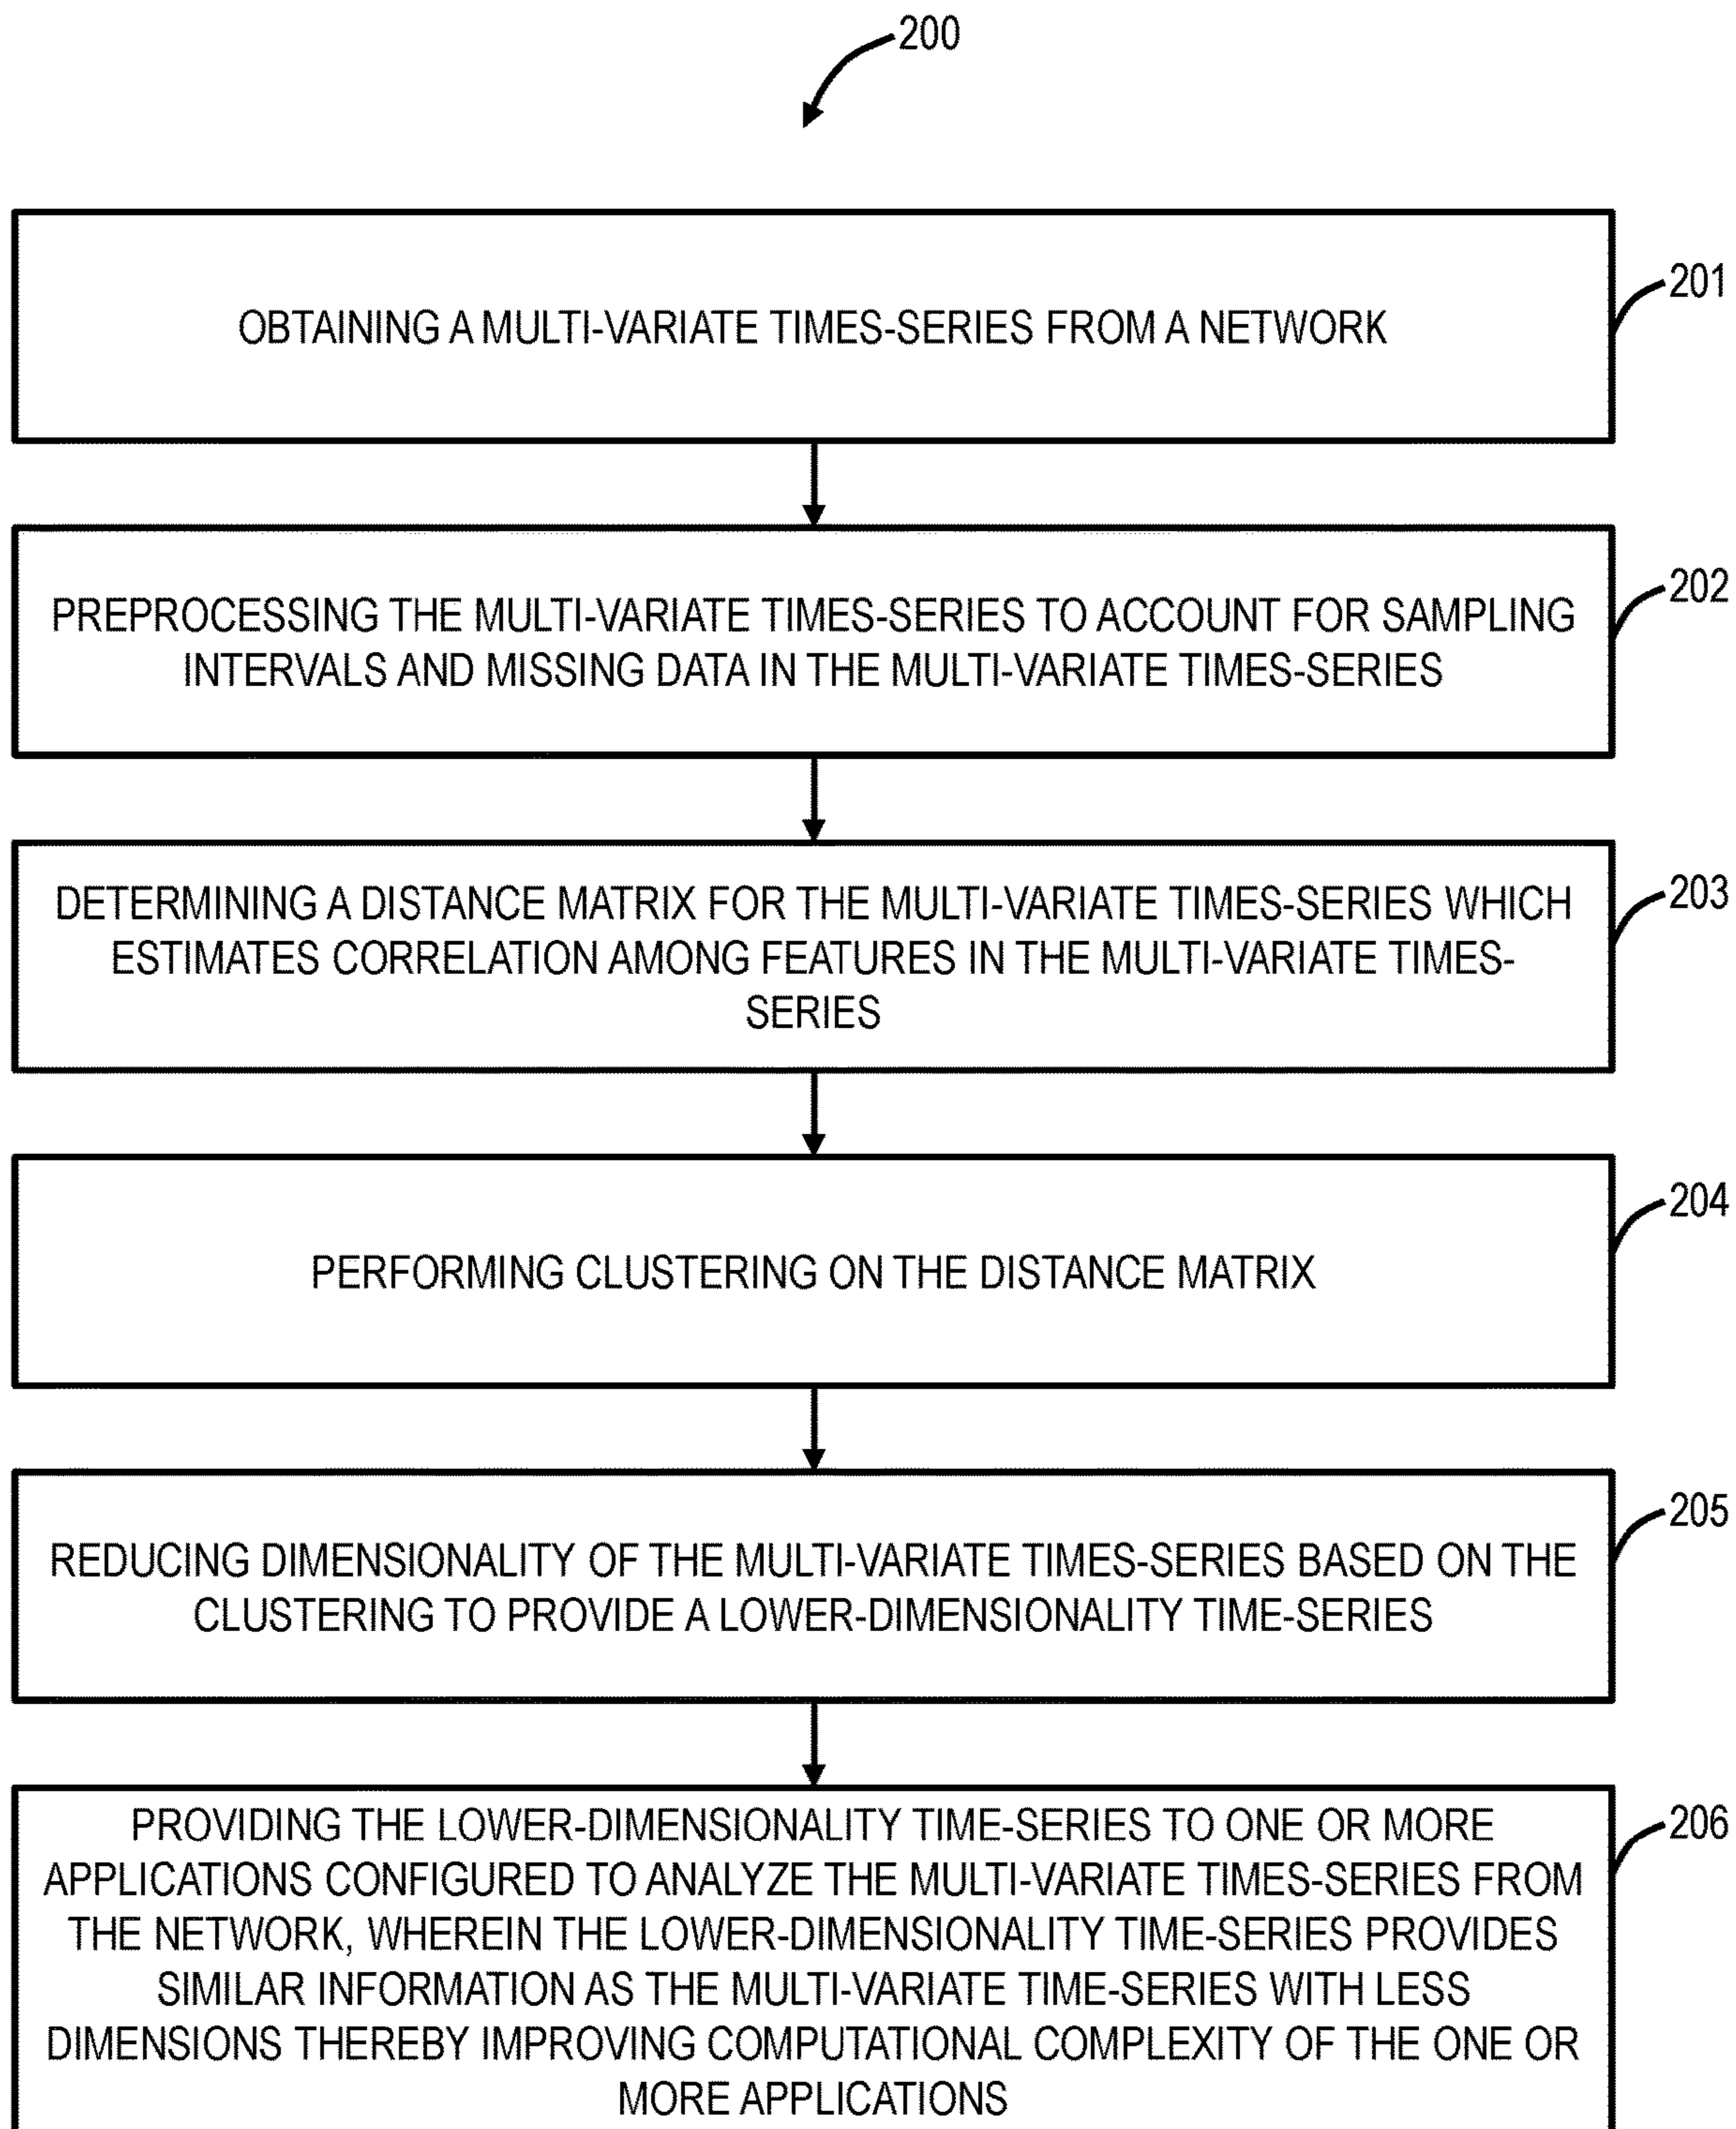 200
OBTAINING A MULTI-VARIATE TIMES-SERIES FROM A NETWORK
201
PREPROCESSING THE MULTI-VARIATE TIMES-SERIES TO ACCOUNT FOR SAMPLING
INTERVALS AND MISSING DATA IN THE MULTI-VARIATE TIMES-SERIES
202
DETERMINING A DISTANCE MATRIX FOR THE MULTI-VARIATE TIMES-SERIES WHICH
ESTIMATES CORRELATION AMONG FEATURES IN THE MULTI-VARIATE TIMES-
SERIES
203
PERFORMING CLUSTERING ON THE DISTANCE MATRIX
204
REDUCING DIMENSIONALITY OF THE MULTI-VARIATE TIMES-SERIES BASED ON THE
CLUSTERING TO PROVIDE A LOWER-DIMENSIONALITY TIME-SERIES
205
PROVIDING THE LOWER-DIMENSIONALITY TIME-SERIES TO ONE OR MORE
APPLICATIONS CONFIGURED TO ANALYZE THE MULTI-VARIATE TIMES-SERIES FROM
THE NETWORK, WHEREIN THE LOWER-DIMENSIONALITY TIME-SERIES PROVIDES
SIMILAR INFORMATION AS THE MULTI-VARIATE TIME-SERIES WITH LESS
DIMENSIONS THEREBY IMPROVING COMPUTATIONAL COMPLEXITY OF THE ONE OR
MORE APPLICATIONS
206